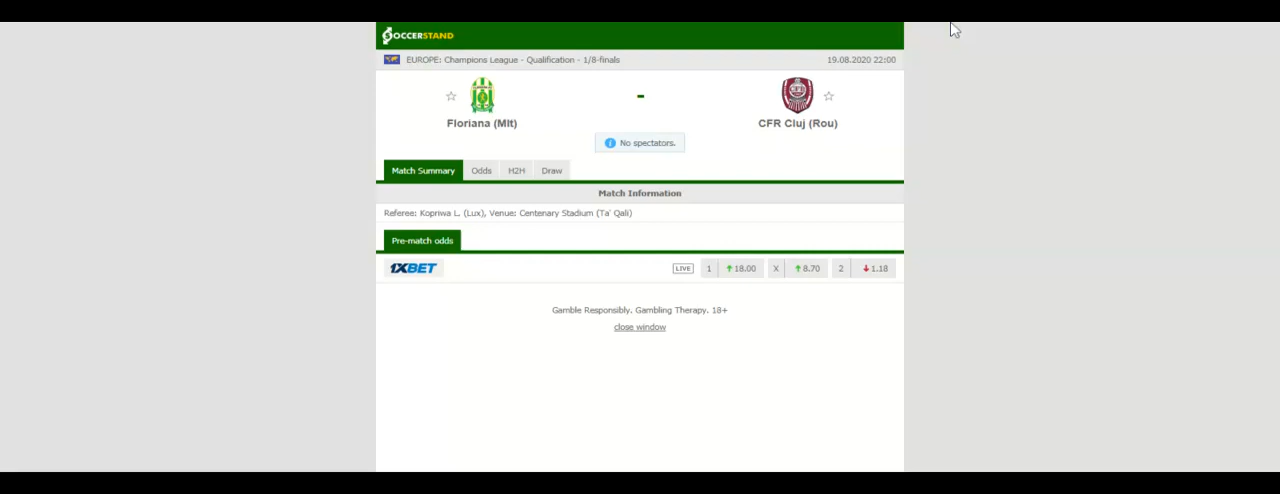 SOCCERSTAND
EUROPE: Champions League - Qualification - 1/8-finals 19.08.2020 22:00
-
Floriana (Mlt) CFR Cluj (Rou)
No spectators.
Match Summary Odds H2H Draw
Match Information
Referee: Kopriwa L. (Lux), Venue: Centenary Stadium (Ta' Qali)
Pre-match odds
1XBET LIVE 1 18.00 X 8.70 2 1.18
Gamble Responsibly. Gambling Therapy. 18+
close window